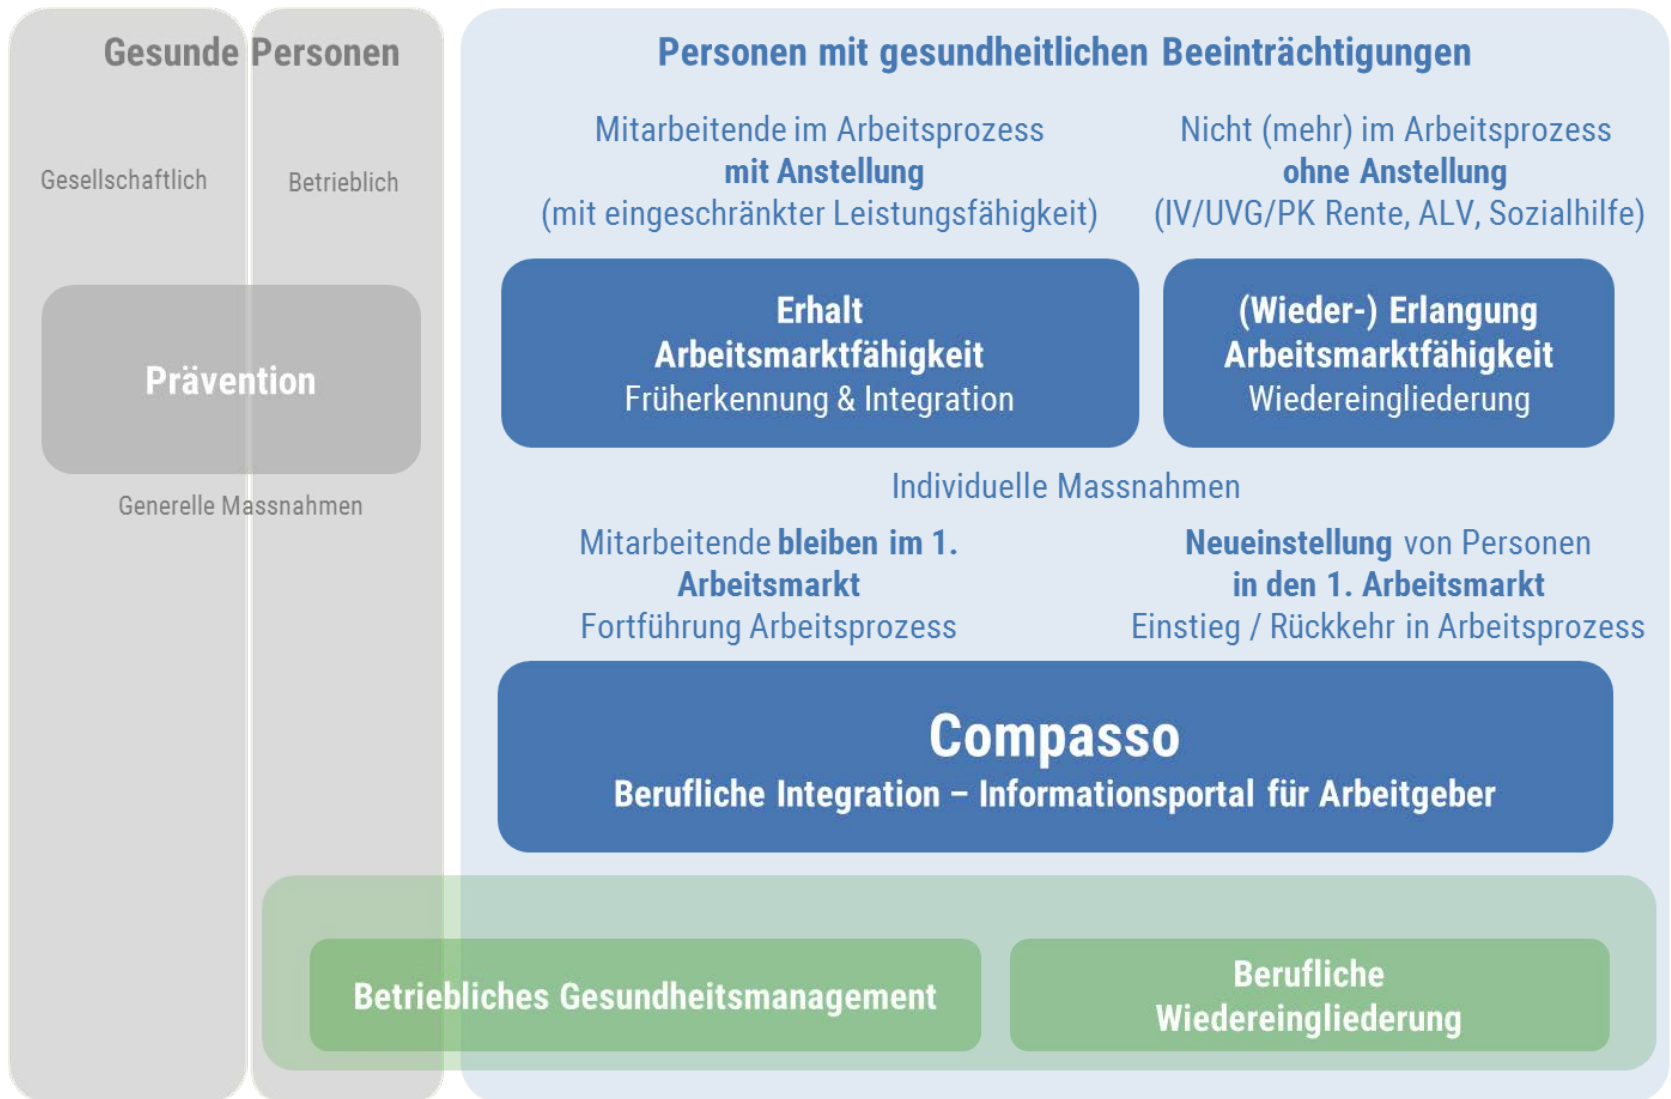 Gesunde Personen
Gesellschaftlich
Betrieblich
Prävention
Generelle Massnahmen
Personen mit gesundheitlichen Beeinträchtigungen
Mitarbeitende im Arbeitsprozess
mit Anstellung
(mit eingeschränkter Leistungsfähigkeit)
Nicht (mehr) im Arbeitsprozess
ohne Anstellung
(IV/UVG/PK Rente, ALV, Sozialhilfe)
Erhalt
Arbeitsmarktfähigkeit
Früherkennung & Integration
(Wieder-) Erlangung
Arbeitsmarktfähigkeit
Wiedereingliederung
Individuelle Massnahmen
Mitarbeitende bleiben im 1.
Arbeitsmarkt
Fortführung Arbeitsprozess
Neueinstellung von Personen
in den 1. Arbeitsmarkt
Einstieg / Rückkehr in Arbeitsprozess
Compasso
Berufliche Integration – Informationsportal für Arbeitgeber
Betriebliches Gesundheitsmanagement
Berufliche
Wiedereingliederung